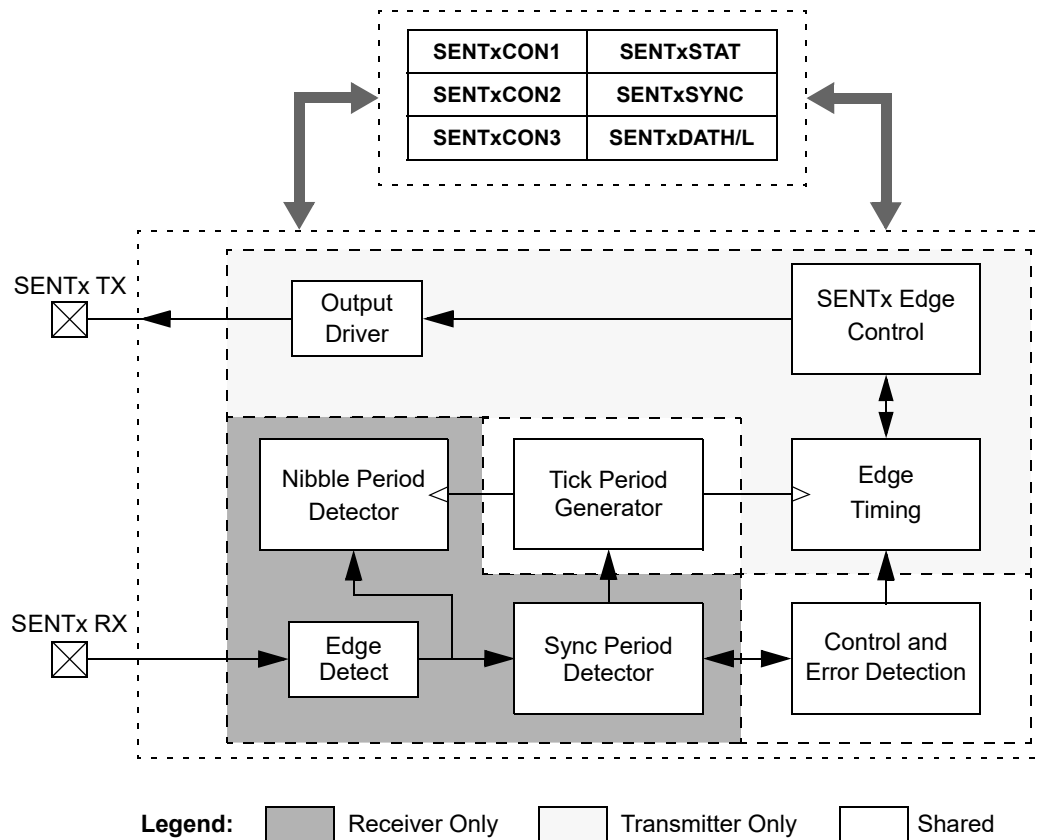 SENTxCON1 SENTxSTAT
SENTxCON2 SENTxSYNC
SENTxCON3 SENTxDATH/L
SENTx TX
Output
Driver
SENTx Edge
Control
Nibble Period
Detector
Tick Period
Generator
Edge
Timing
SENTx RX
Edge
Detect
Sync Period
Detector
Control and
Error Detection
Legend: Receiver Only Transmitter Only Shared